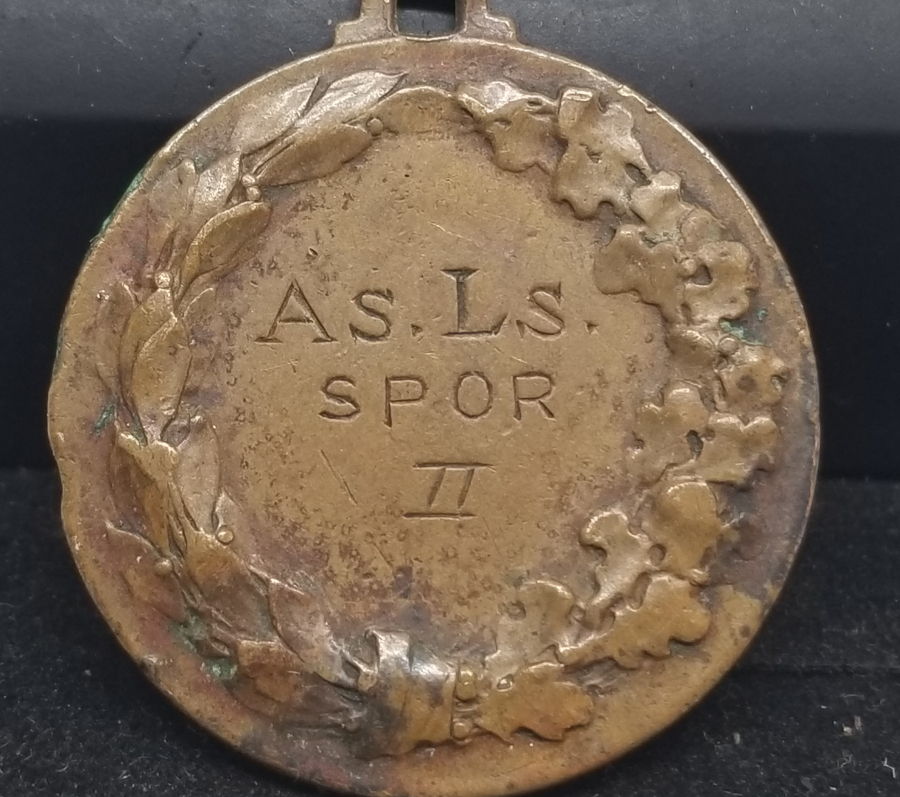 As. Ls.
SPOR
II